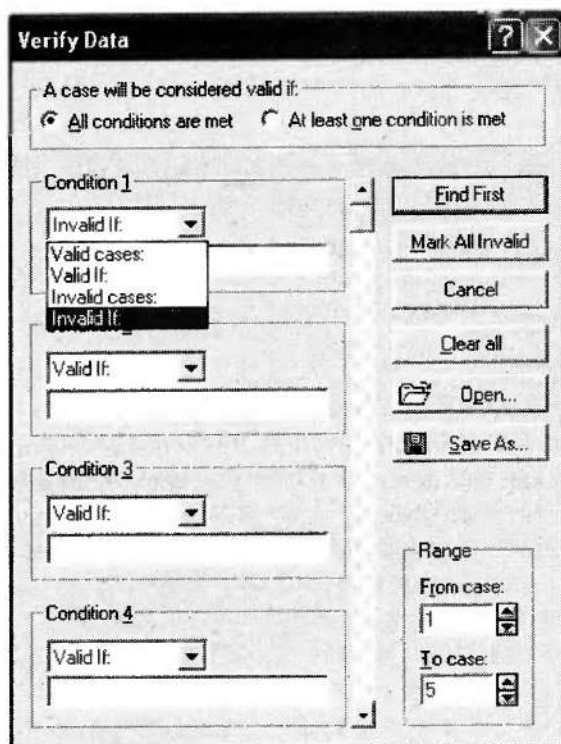 Verify Data
A case will be considered valid if:
All conditions are met At least one condition is met
Condition 1
Invalid If:
Valid cases:
Valid If:
Invalid cases:
Invalid If:
Valid If:
Condition 3
Valid If:
Condition 4
Valid If:
Find First
Mark All Invalid
Cancel
Clear all
Open...
Save As...
Range
From case:
1
To case:
5